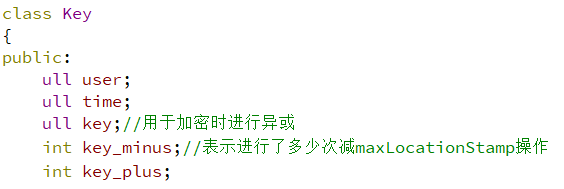 class Key
{
public:
    ull user;
    ull time;
    ull key;//用于加密时进行异或
    int key_minus;//表示进行了多少次减maxLocationStamp操作
    int key_plus;